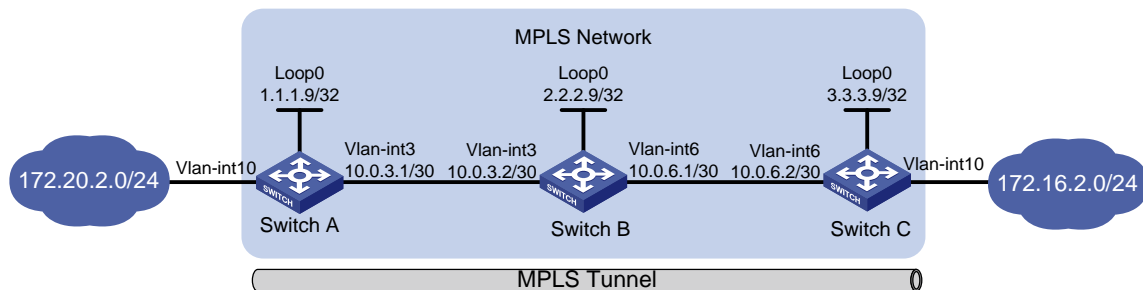 MPLS Network
Loop0
1.1.1.9/32
Loop0
2.2.2.9/32
Loop0
3.3.3.9/32
172.20.2.0/24
Vlan-int10
Vlan-int3
10.0.3.1/30
Vlan-int3
10.0.3.2/30
Vlan-int6
10.0.6.1/30
Vlan-int6
10.0.6.2/30
Vlan-int10
172.16.2.0/24
SWITCH
SWITCH
SWITCH
Switch A
Switch B
Switch C
MPLS Tunnel